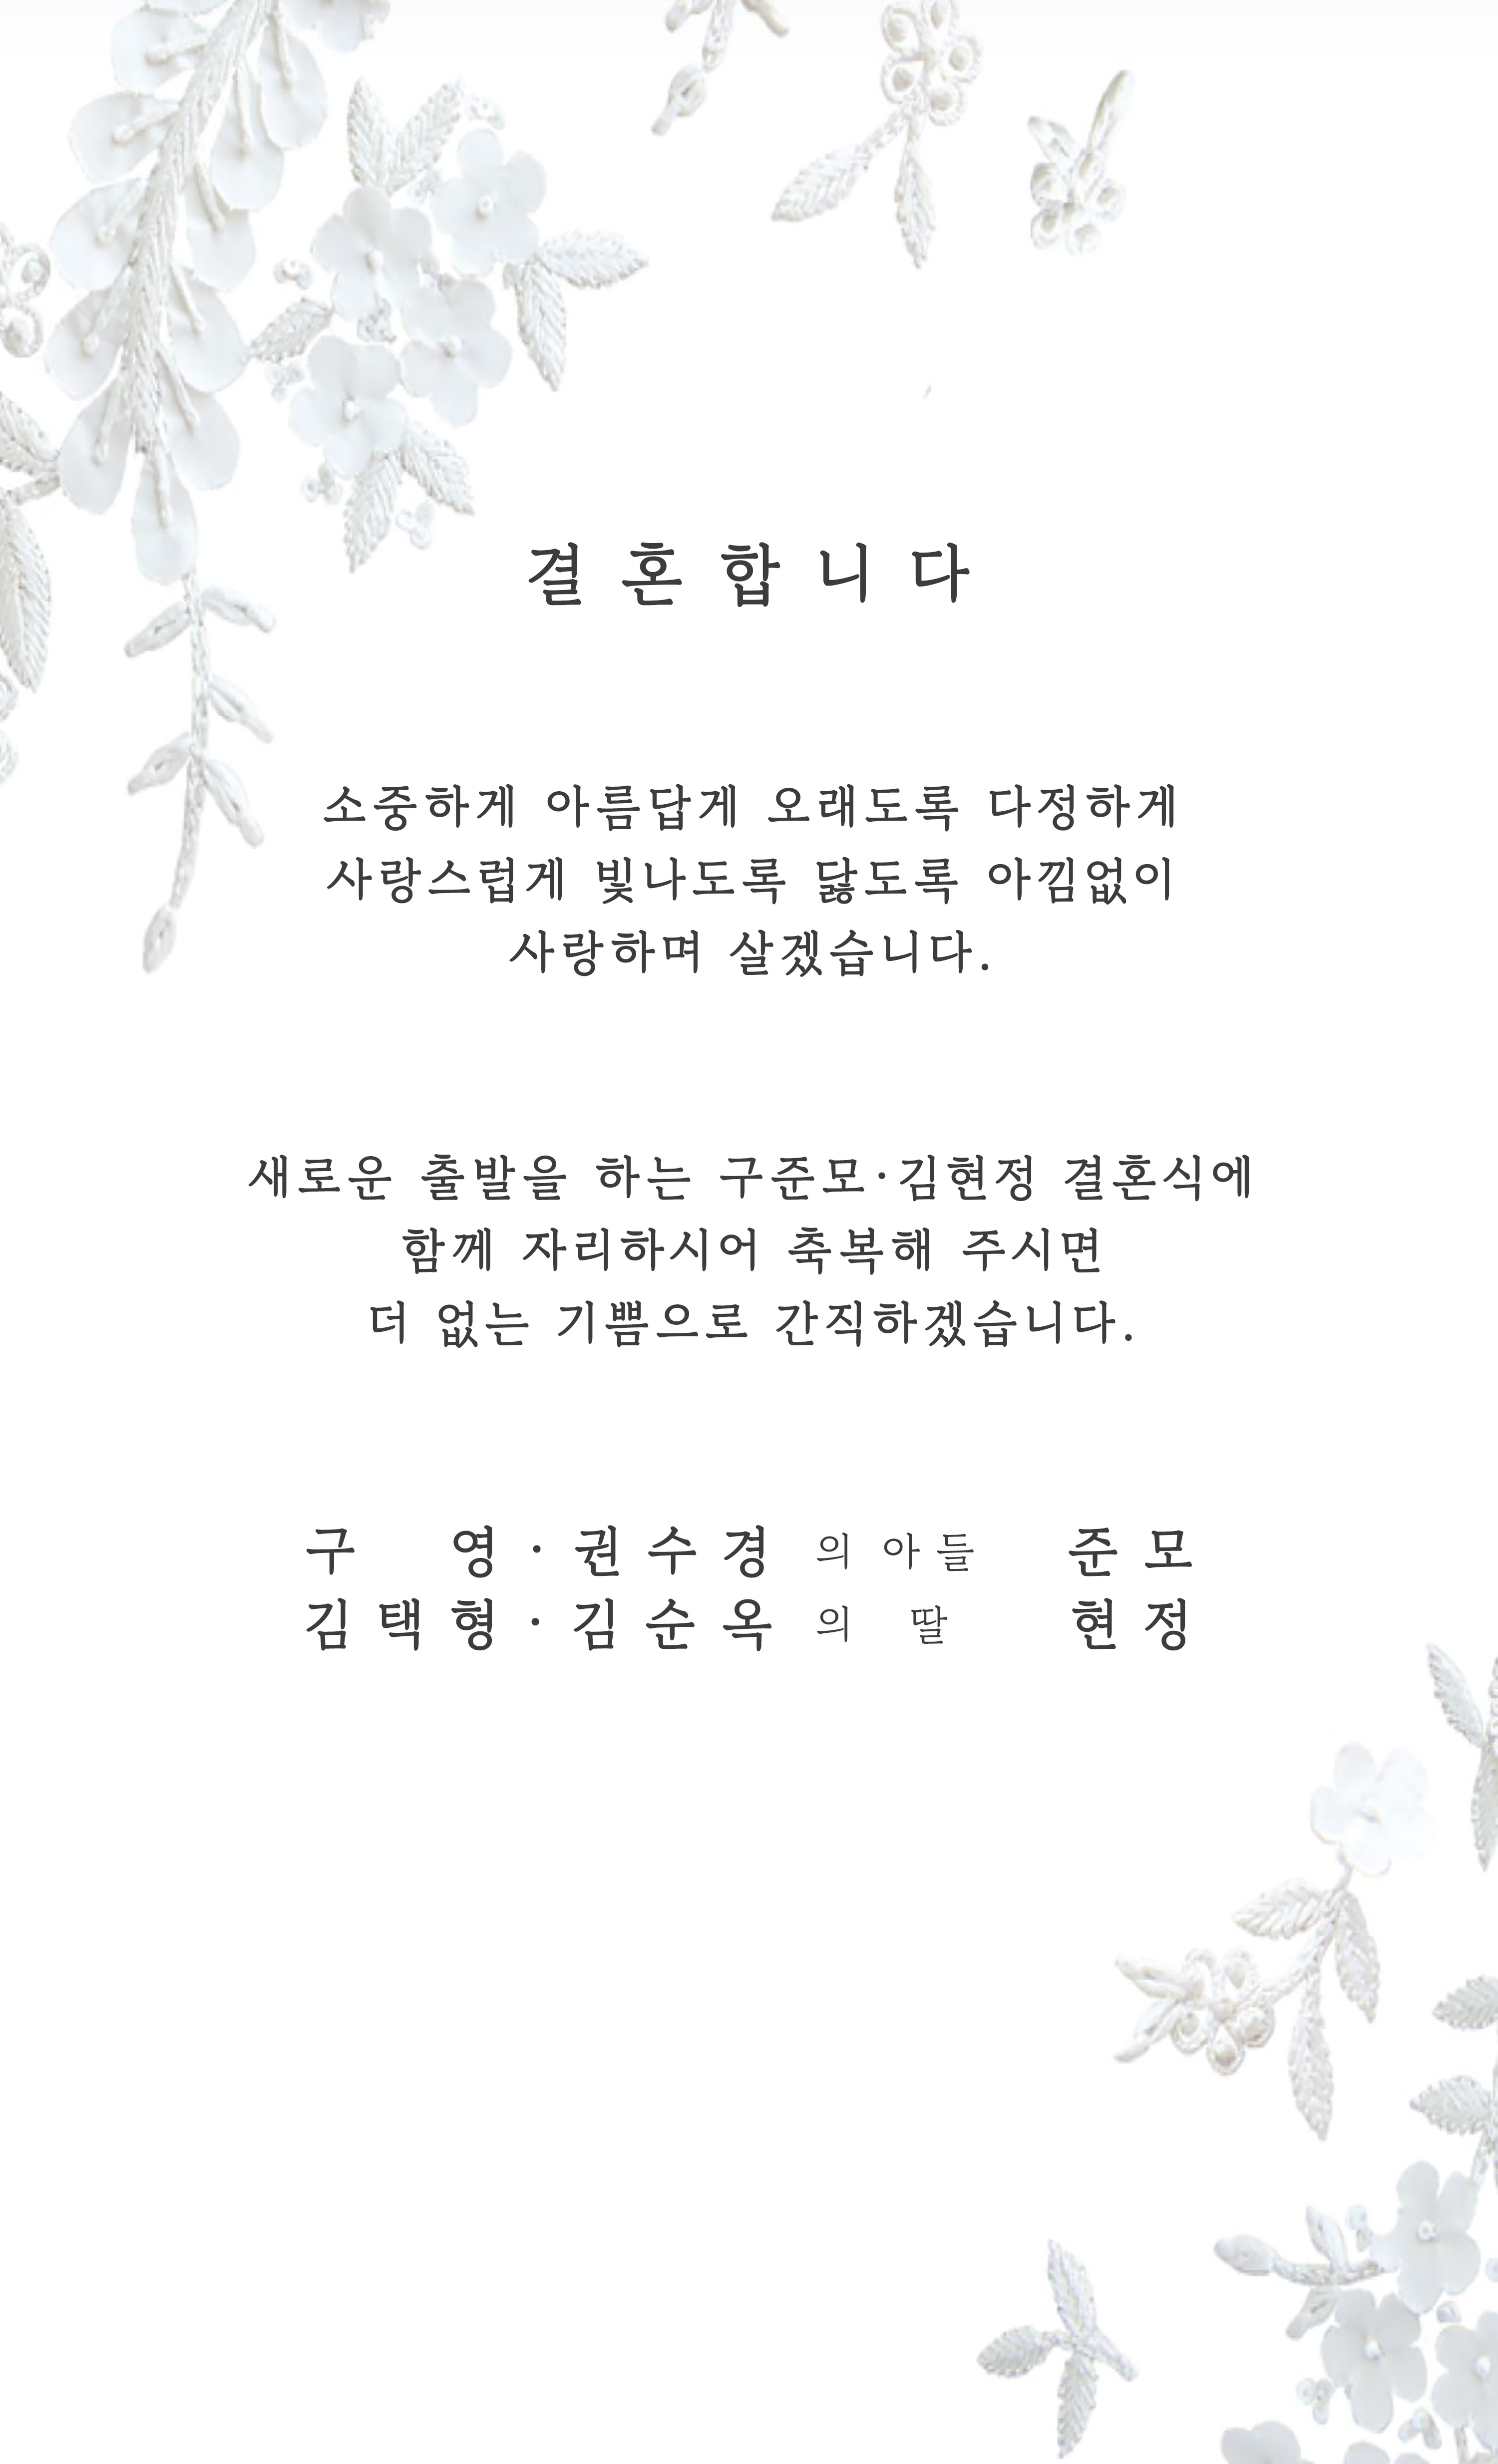 결혼합니다
소중하게 아름답게 오래도록 다정하게
사랑스럽게 빛나도록 닳도록 아낌없이
사랑하며 살겠습니다.
새로운 출발을 하는 구준모·김현정 결혼식에
함께 자리하시어 축복해 주시면
더 없는 기쁨으로 간직하겠습니다.
구 영·권수경 의 아들 준모
김택형·김순옥 의 딸 현정